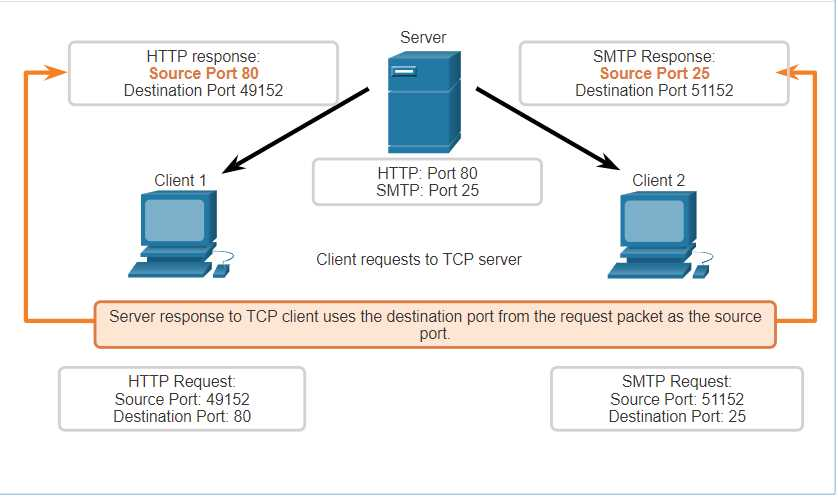 Server
HTTP response:
Source Port 80
Destination Port 49152
SMTP Response:
Source Port 25
Destination Port 51152
HTTP: Port 80
SMTP: Port 25
Client 1
Client 2
Client requests to TCP server
Server response to TCP client uses the destination port from the request packet as the source
port.
HTTP Request:
Source Port: 49152
Destination Port: 80
SMTP Request:
Source Port: 51152
Destination Port: 25